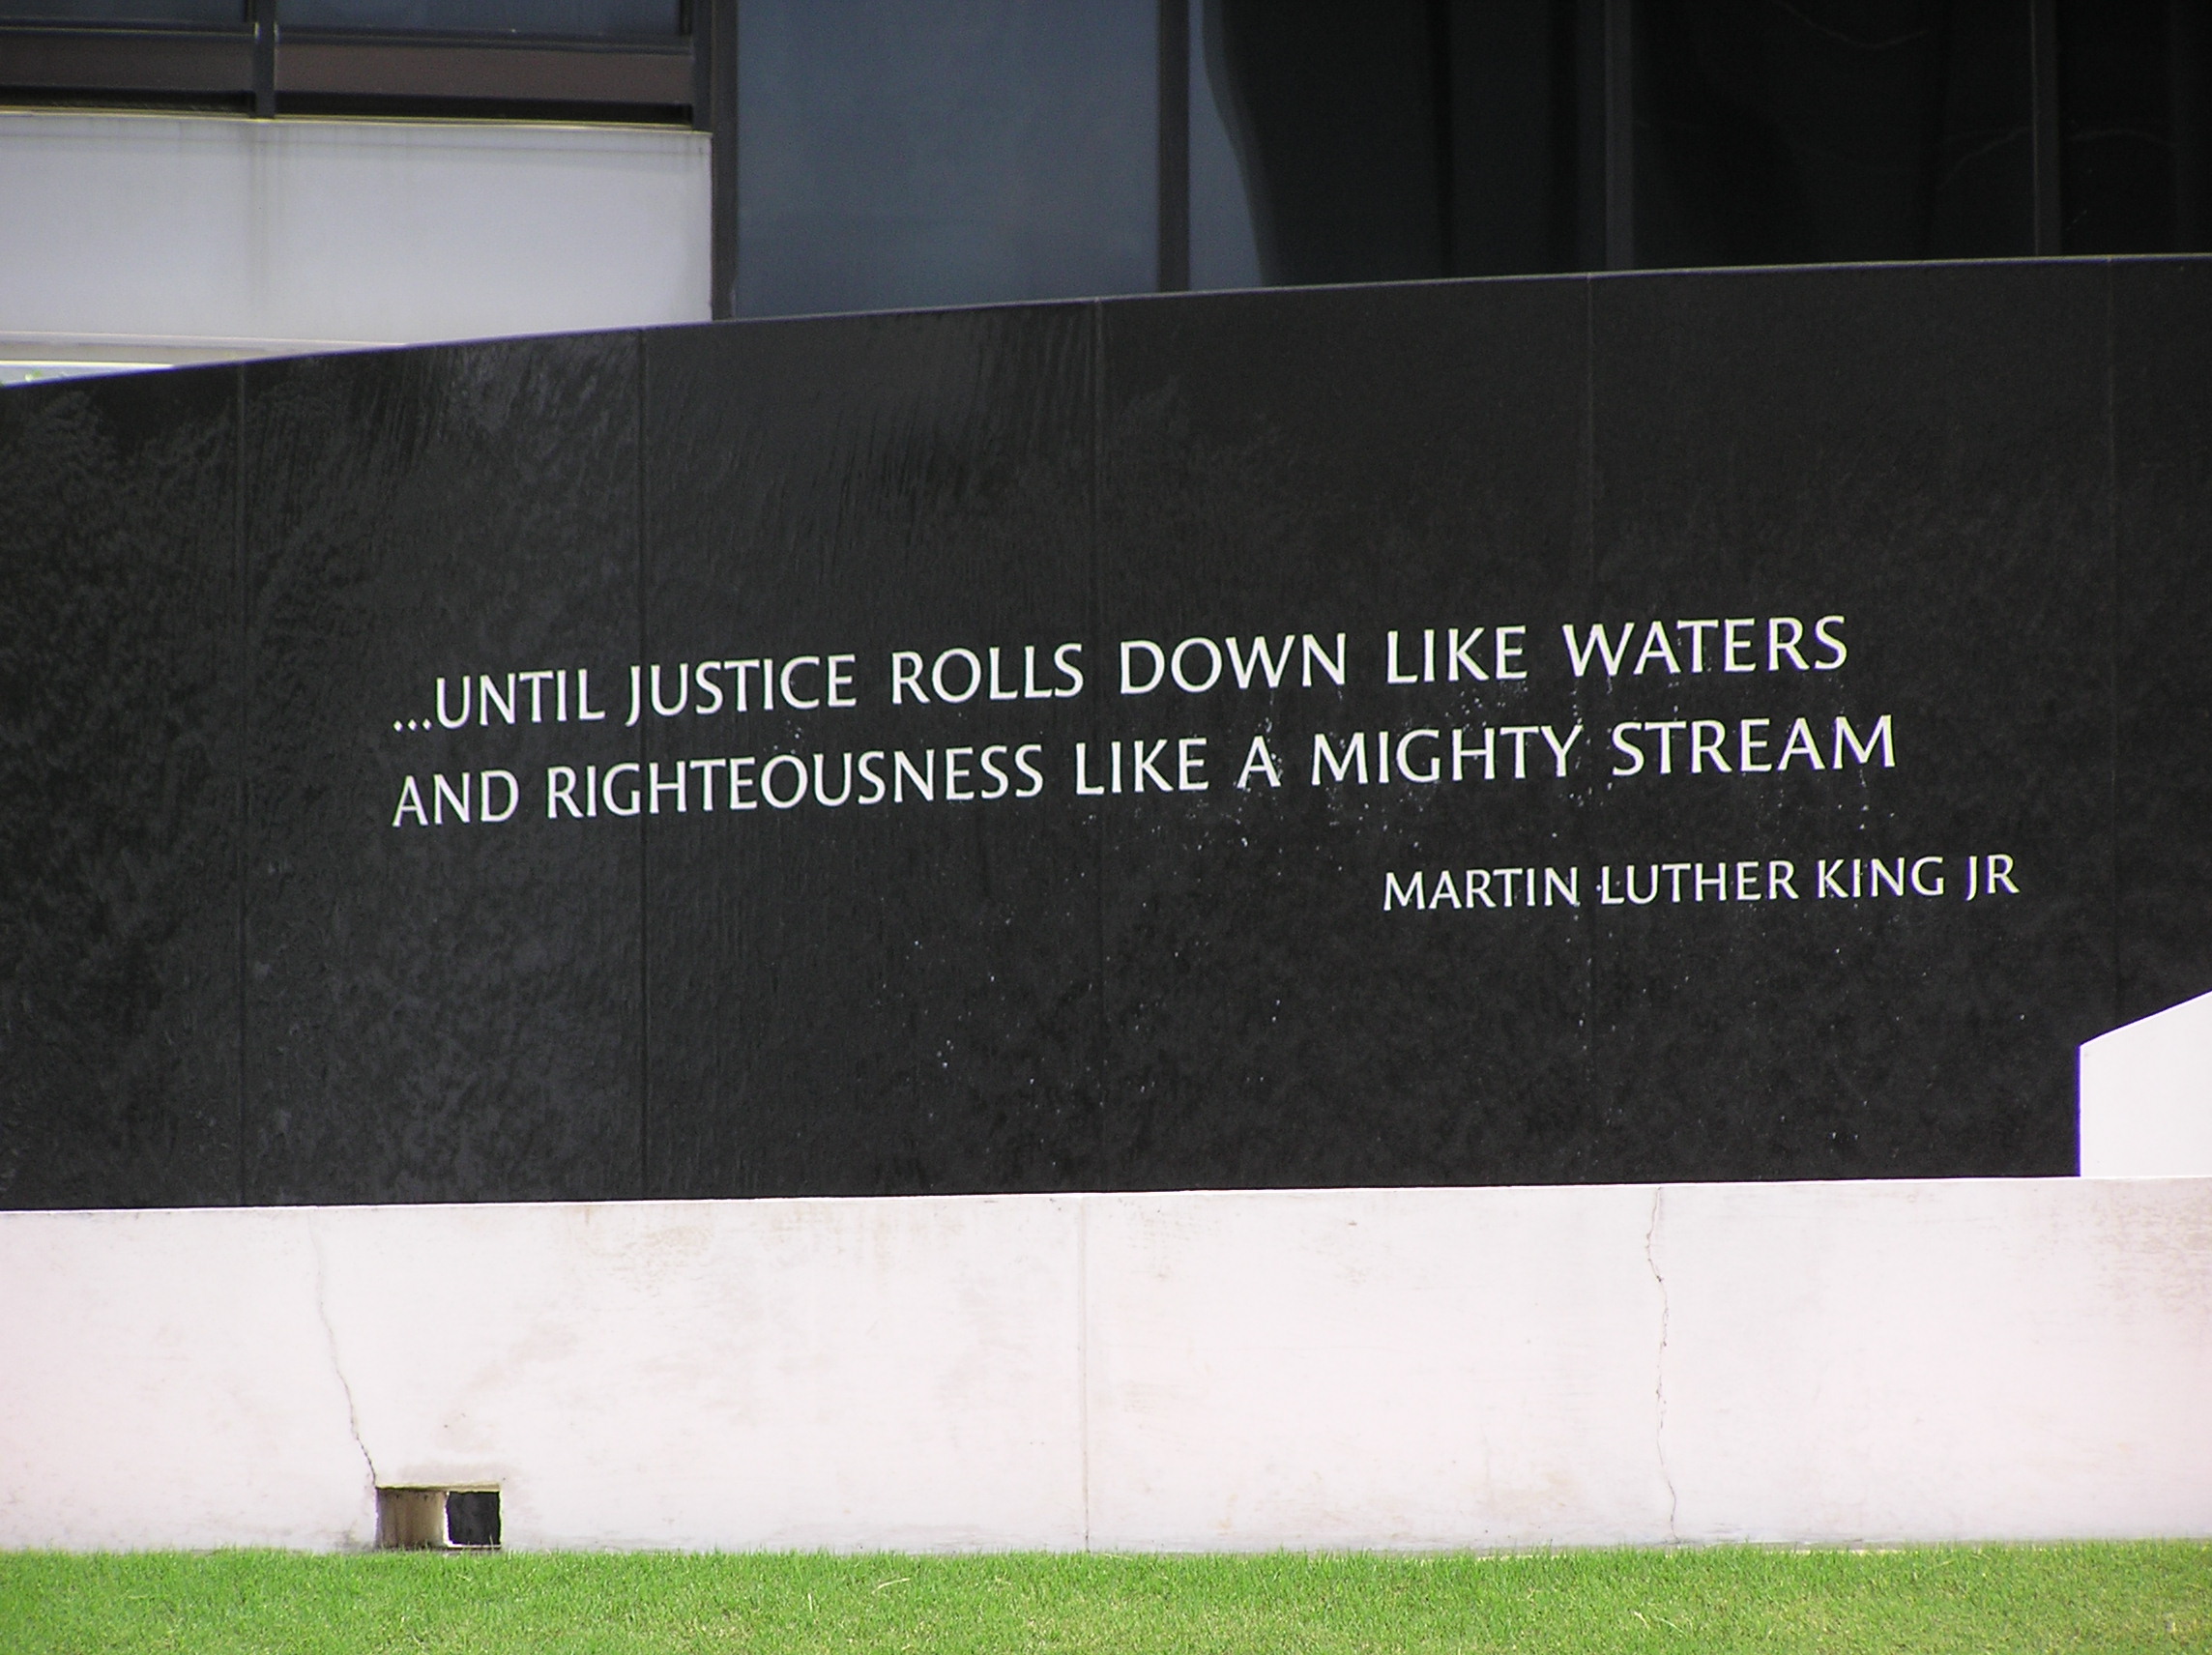 ...UNTIL JUSTICE ROLLS DOWN LIKE WATERS
AND RIGHTEOUSNESS LIKE A MIGHTY STREAM
MARTIN LUTHER KING JR